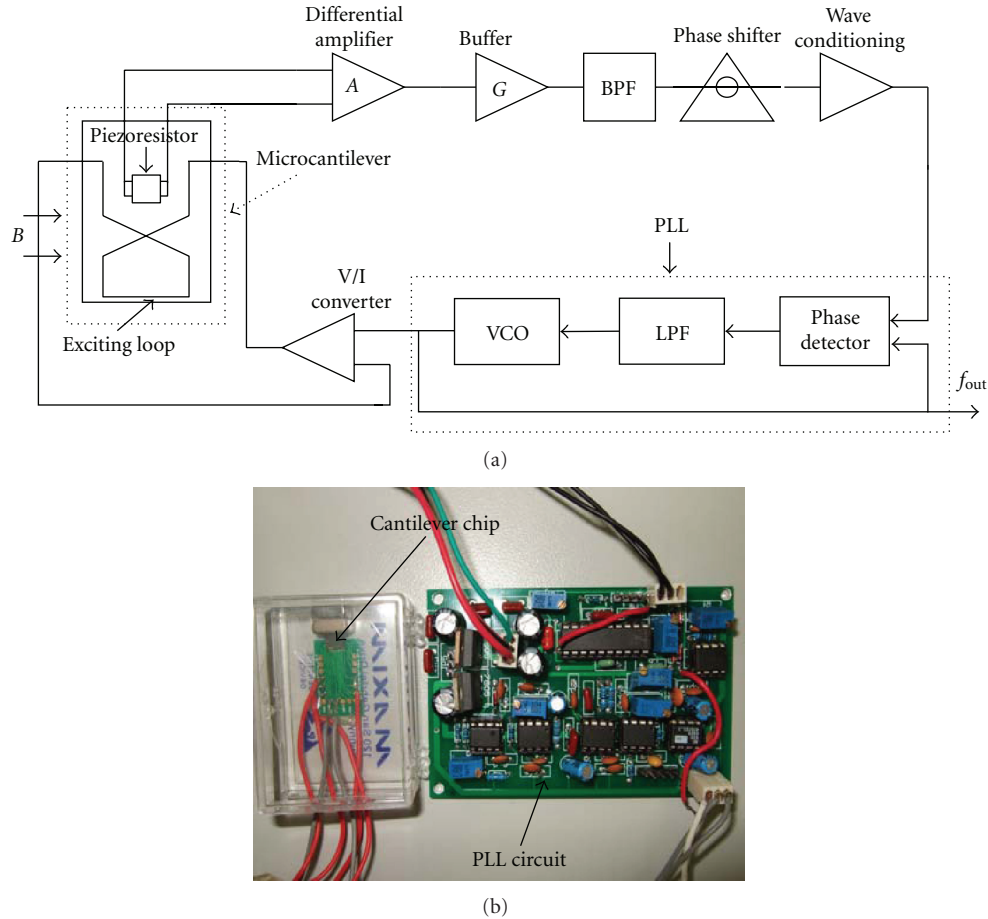 Differential
amplifier
Buffer
Phase shifter
Wave
conditioning
A
G
BPF
Piezoresistor
Microcantilever
B
PLL
V/I
converter
VCO
LPF
Phase
detector
Exciting loop
f_out
(a)
Cantilever chip
MAXIM
PLL circuit
(b)